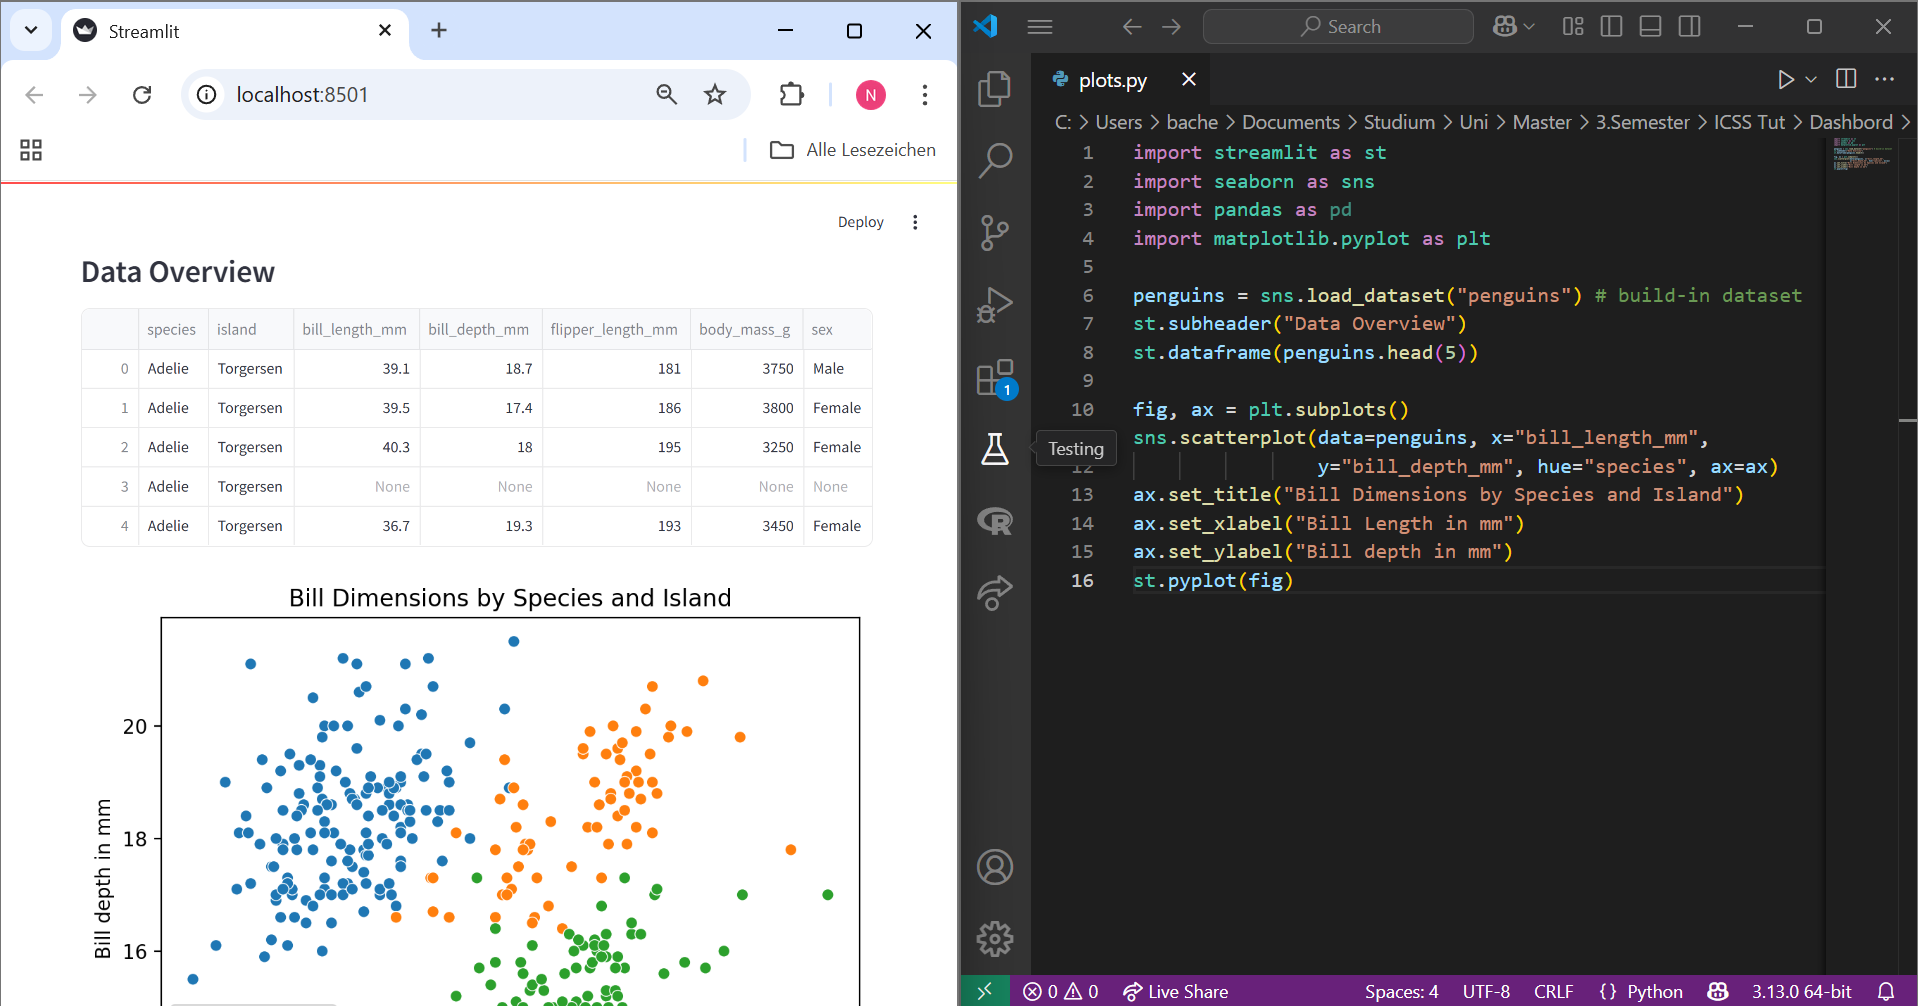 Streamlit
localhost:8501
N
Alle Lesezeichen
Deploy
Data Overview
species island bill_length_mm bill_depth_mm flipper_length_mm body_mass_g sex
0 Adelie Torgersen 39.1 18.7 181 3750 Male
1 Adelie Torgersen 39.5 17.4 186 3800 Female
2 Adelie Torgersen 40.3 18 195 3250 Female
3 Adelie Torgersen None None None None None
4 Adelie Torgersen 36.7 19.3 193 3450 Female
Bill Dimensions by Species and Island
Bill depth in mm
20
18
16
Search
plots.py
C: > Users > bache > Documents > Studium > Uni > Master > 3.Semester > ICSS Tut > Dashbord >
1 import streamlit as st
2 import seaborn as sns
3 import pandas as pd
4 import matplotlib.pyplot as plt
5
6 penguins = sns.load_dataset("penguins") # build-in dataset
7 st.subheader("Data Overview")
8 st.dataframe(penguins.head(5))
9
10 fig, ax = plt.subplots()
sns.scatterplot(data=penguins, x="bill_length_mm",
12 y="bill_depth_mm", hue="species", ax=ax)
13 ax.set_title("Bill Dimensions by Species and Island")
14 ax.set_xlabel("Bill Length in mm")
15 ax.set_ylabel("Bill depth in mm")
16 st.pyplot(fig)
1
Testing
R
0 0 Live Share Spaces: 4 UTF-8 CRLF {} Python 3.13.0 64-bit